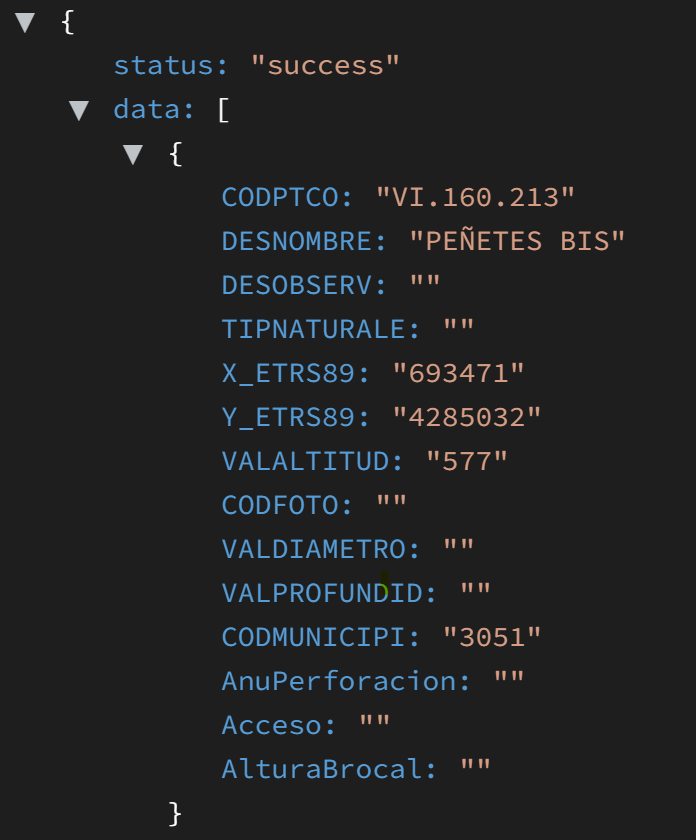 {
status: "success"
data: [
{
CODPTCO: "VI.160.213"
DESNOMBRE: "PEÑETES BIS"
DESOBSERV: ""
TIPNATURALE: ""
X_ETRS89: "693471"
Y_ETRS89: "4285032"
VALALTITUD: "577"
CODFOTO: ""
VALDIAMETRO: ""
VALPROFUNDID: ""
CODMUNICIPI: "3051"
AnuPerforacion: ""
Acceso: ""
AlturaBrocal: ""
}